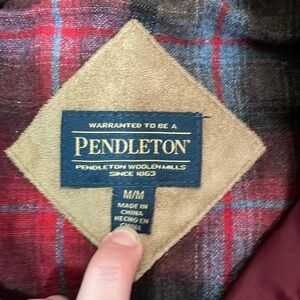 WARRANTED TO BE A
PENDLETON®
PENDLETON WOOLEN MILLS
SINCE 1863
M/M
MADE IN
CHINA
HECHO EN
CHINA